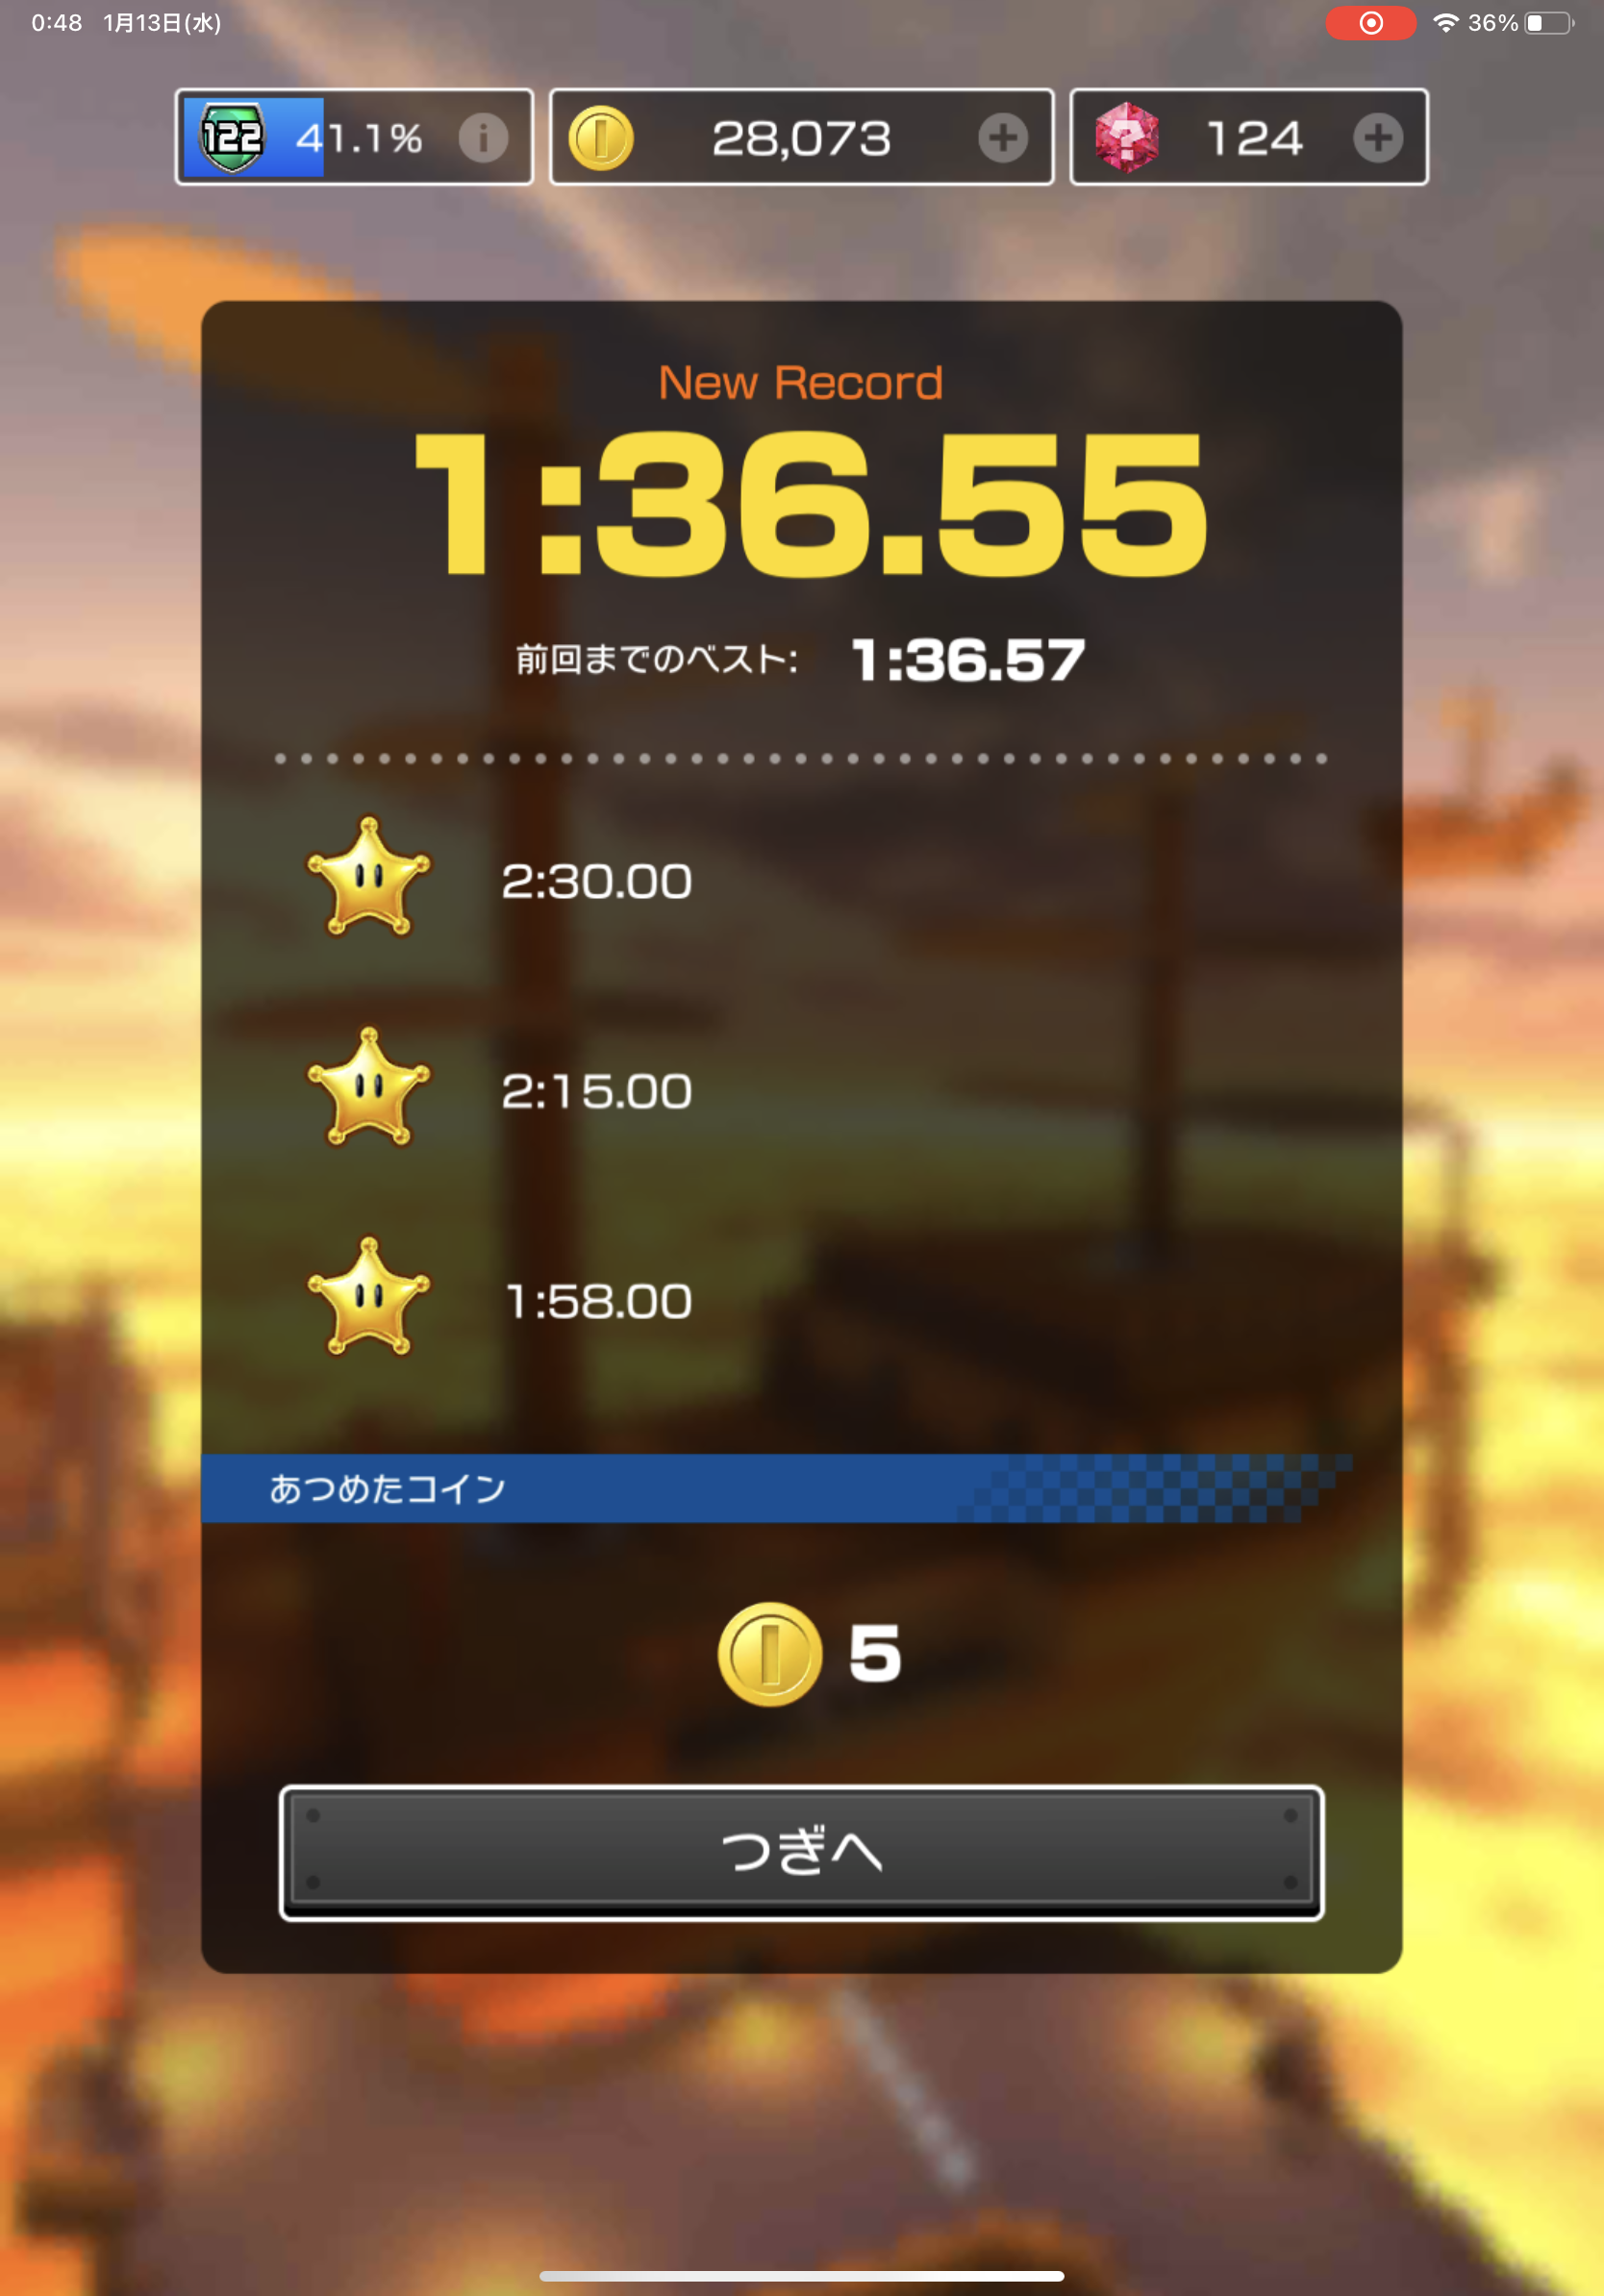 0:48 1月13日(水) 36%
122 41.1% i 28,073 + 124 +
New Record
1:36.55
前回までのベスト: 1:36.57
2:30.00
2:15.00
1:58.00
あつめたコイン
5
つぎへ